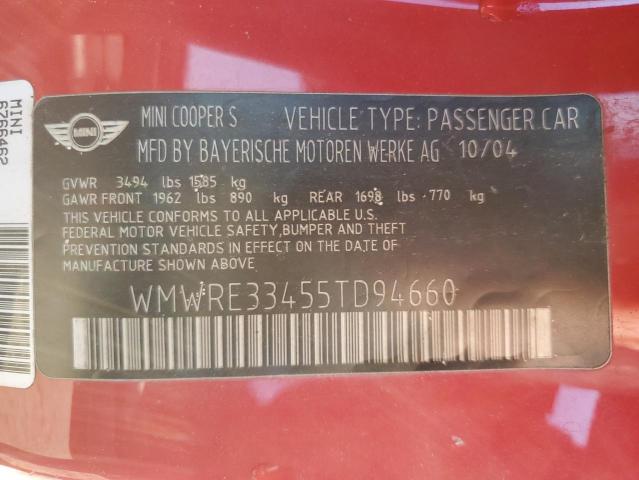 MINI
6766462
MINI
MINI COOPER S VEHICLE TYPE: PASSENGER CAR
MFD BY BAYERISCHE MOTOREN WERKE AG 10/04
GVWR 3494 lbs 1585 kg
GAWR FRONT 1962 lbs 890 kg REAR 1698 lbs 770 kg
THIS VEHICLE CONFORMS TO ALL APPLICABLE U.S.
FEDERAL MOTOR VEHICLE SAFETY,BUMPER AND THEFT
PREVENTION STANDARDS IN EFFECT ON THE DATE OF
MANUFACTURE SHOWN ABOVE
WMWRE33455TD94660